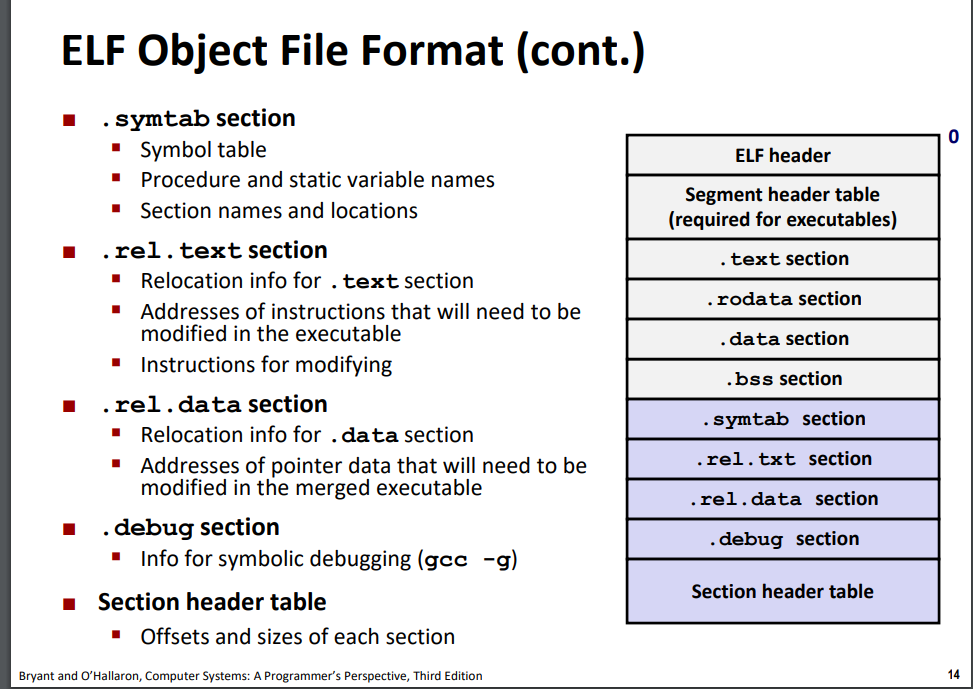 ELF Object File Format (cont.)
■ .symtab section
▪ Symbol table
▪ Procedure and static variable names
▪ Section names and locations
■ .rel.text section
▪ Relocation info for .text section
▪ Addresses of instructions that will need to be
modified in the executable
▪ Instructions for modifying
■ .rel.data section
▪ Relocation info for .data section
▪ Addresses of pointer data that will need to be
modified in the merged executable
■ .debug section
▪ Info for symbolic debugging (gcc -g)
■ Section header table
▪ Offsets and sizes of each section
0
ELF header
Segment header table
(required for executables)
.text section
.rodata section
.data section
.bss section
.symtab section
.rel.txt section
.rel.data section
.debug section
Section header table
Bryant and O'Hallaron, Computer Systems: A Programmer's Perspective, Third Edition
14